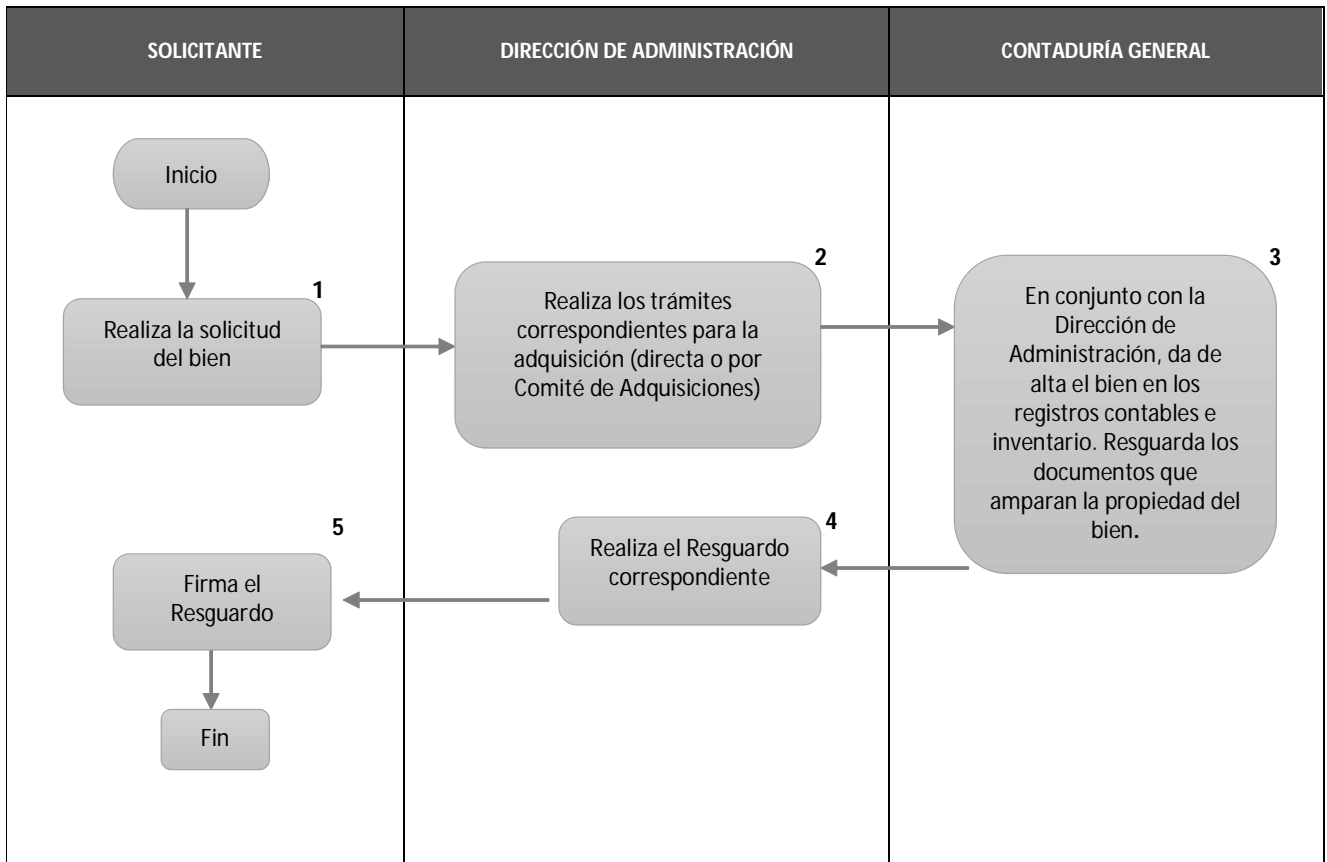 SOLICITANTE
DIRECCIÓN DE ADMINISTRACIÓN
CONTADURÍA GENERAL
Inicio
1
Realiza la solicitud
del bien
2
Realiza los trámites
correspondientes para la
adquisición (directa o por
Comité de Adquisiciones)
3
En conjunto con la
Dirección de
Administración, da de
alta el bien en los
registros contables e
inventario. Resguarda los
documentos que
amparan la propiedad del
bien.
4
Realiza el Resguardo
correspondiente
5
Firma el
Resguardo
Fin